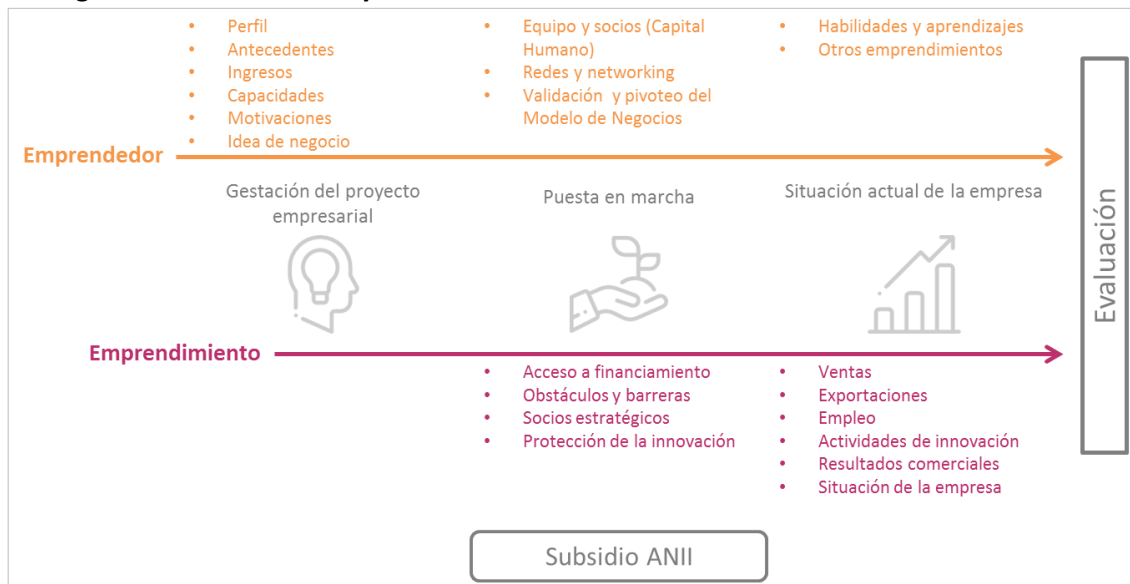 • Perfil
• Antecedentes
• Ingresos
• Capacidades
• Motivaciones
• Idea de negocio
• Equipo y socios (Capital
Humano)
• Redes y networking
• Validación y pivoteo del
Modelo de Negocios
• Habilidades y aprendizajes
• Otros emprendimientos
Emprendedor
Gestación del proyecto
empresarial
Puesta en marcha
Situación actual de la empresa
Evaluación
Emprendimiento
• Acceso a financiamiento
• Obstáculos y barreras
• Socios estratégicos
• Protección de la innovación
• Ventas
• Exportaciones
• Empleo
• Actividades de innovación
• Resultados comerciales
• Situación de la empresa
Subsidio ANII